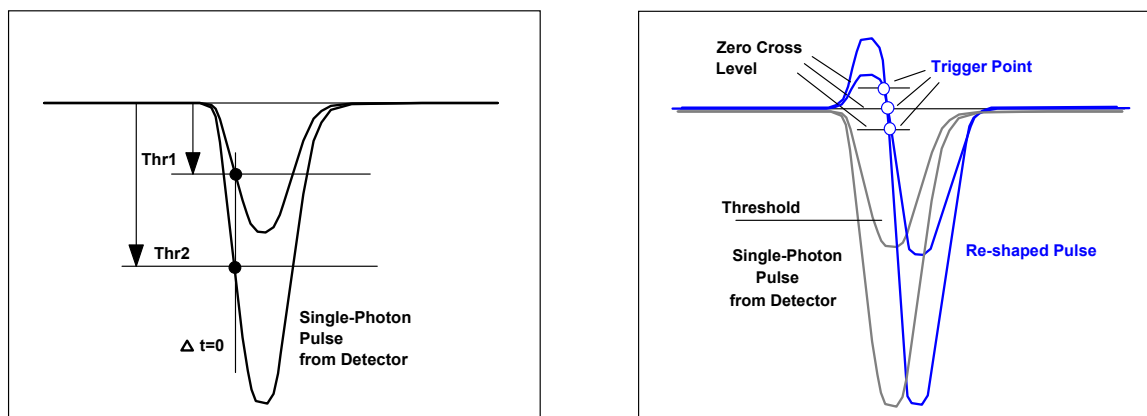 Thr1
Thr2
Δ t=0
Single-Photon
Pulse
from Detector
Zero Cross
Level
Trigger Point
Threshold
Single-Photon
Pulse
from Detector
Re-shaped Pulse